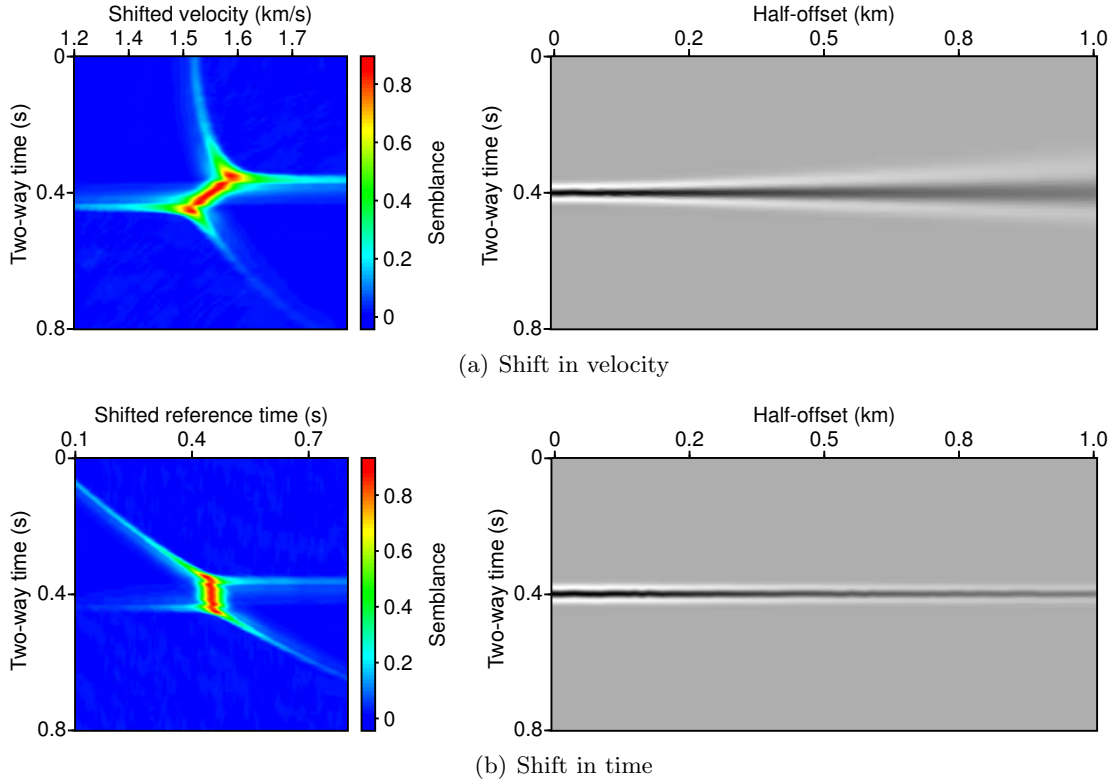 Shifted velocity (km/s)
1.2 1.4 1.5 1.6 1.7
Two-way time (s)
0
0.4
0.8
Semblance
0.8
0.6
0.4
0.2
0
Half-offset (km)
0 0.2 0.5 0.8 1.0
Two-way time (s)
0
0.4
0.8
(a) Shift in velocity
Shifted reference time (s)
0.1 0.4 0.7
Two-way time (s)
0
0.4
0.8
Semblance
0.8
0.6
0.4
0.2
0
Half-offset (km)
0 0.2 0.5 0.8 1.0
Two-way time (s)
0
0.4
0.8
(b) Shift in time